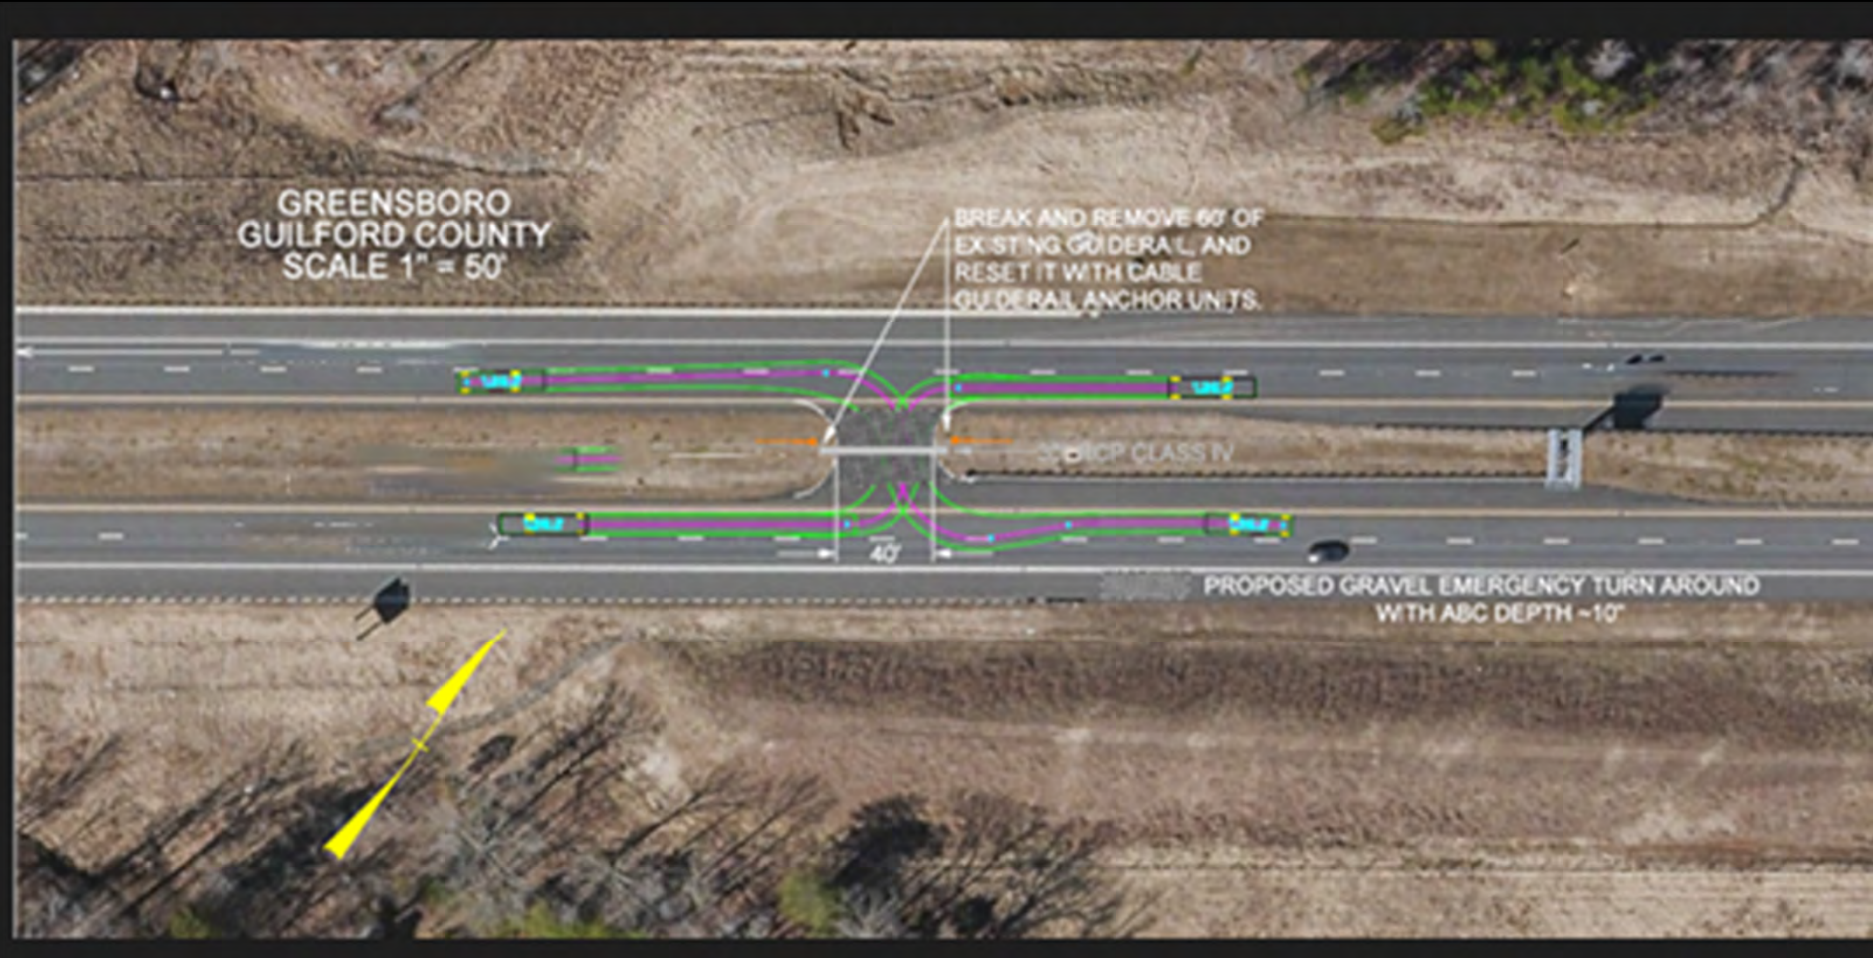 GREENSBORO
GUILFORD COUNTY
SCALE 1" = 50'
BREAK AND REMOVE 60' OF
EXISTING GUIDERAIL, AND
RESET IT WITH CABLE
GUIDERAIL ANCHOR UNITS.
RCP CLASS IV
40'
PROPOSED GRAVEL EMERGENCY TURN AROUND
WITH ABC DEPTH ~10"